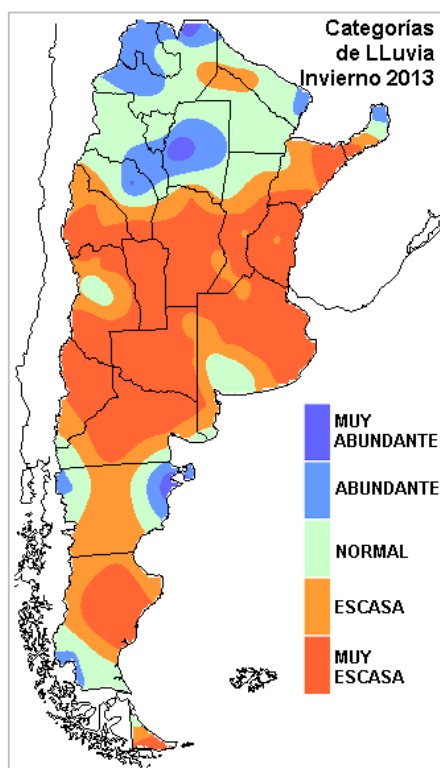 Categorías
de LLuvia
Invierno 2013
MUY
ABUNDANTE
ABUNDANTE
NORMAL
ESCASA
MUY
ESCASA